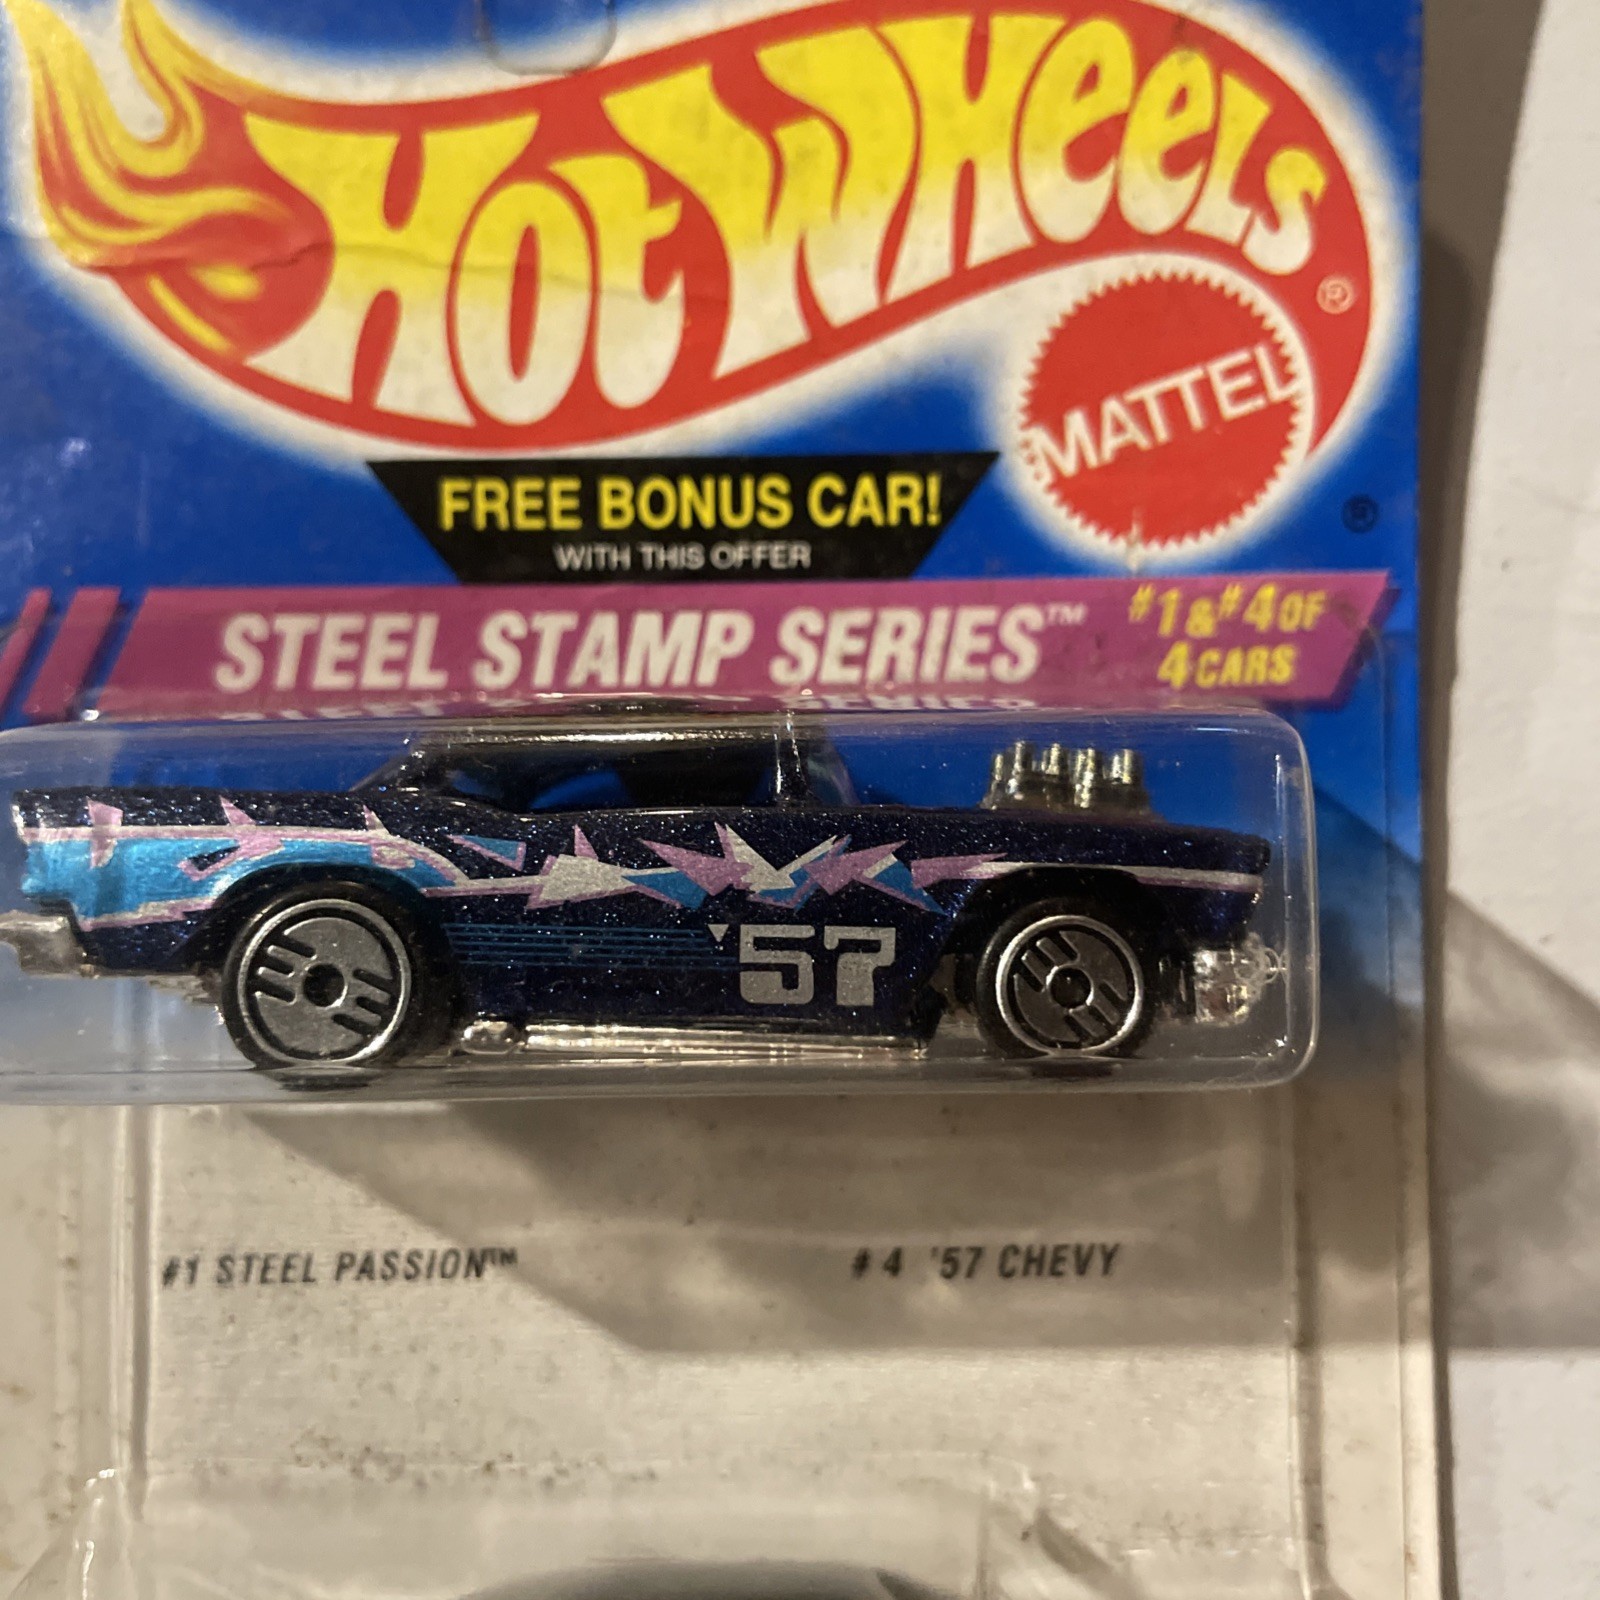 Hot Wheels ®
MATTEL
®
FREE BONUS CAR!
WITH THIS OFFER
STEEL STAMP SERIES™
#1 & #4 OF
4 CARS
'57
#1 STEEL PASSION™
#4 '57 CHEVY